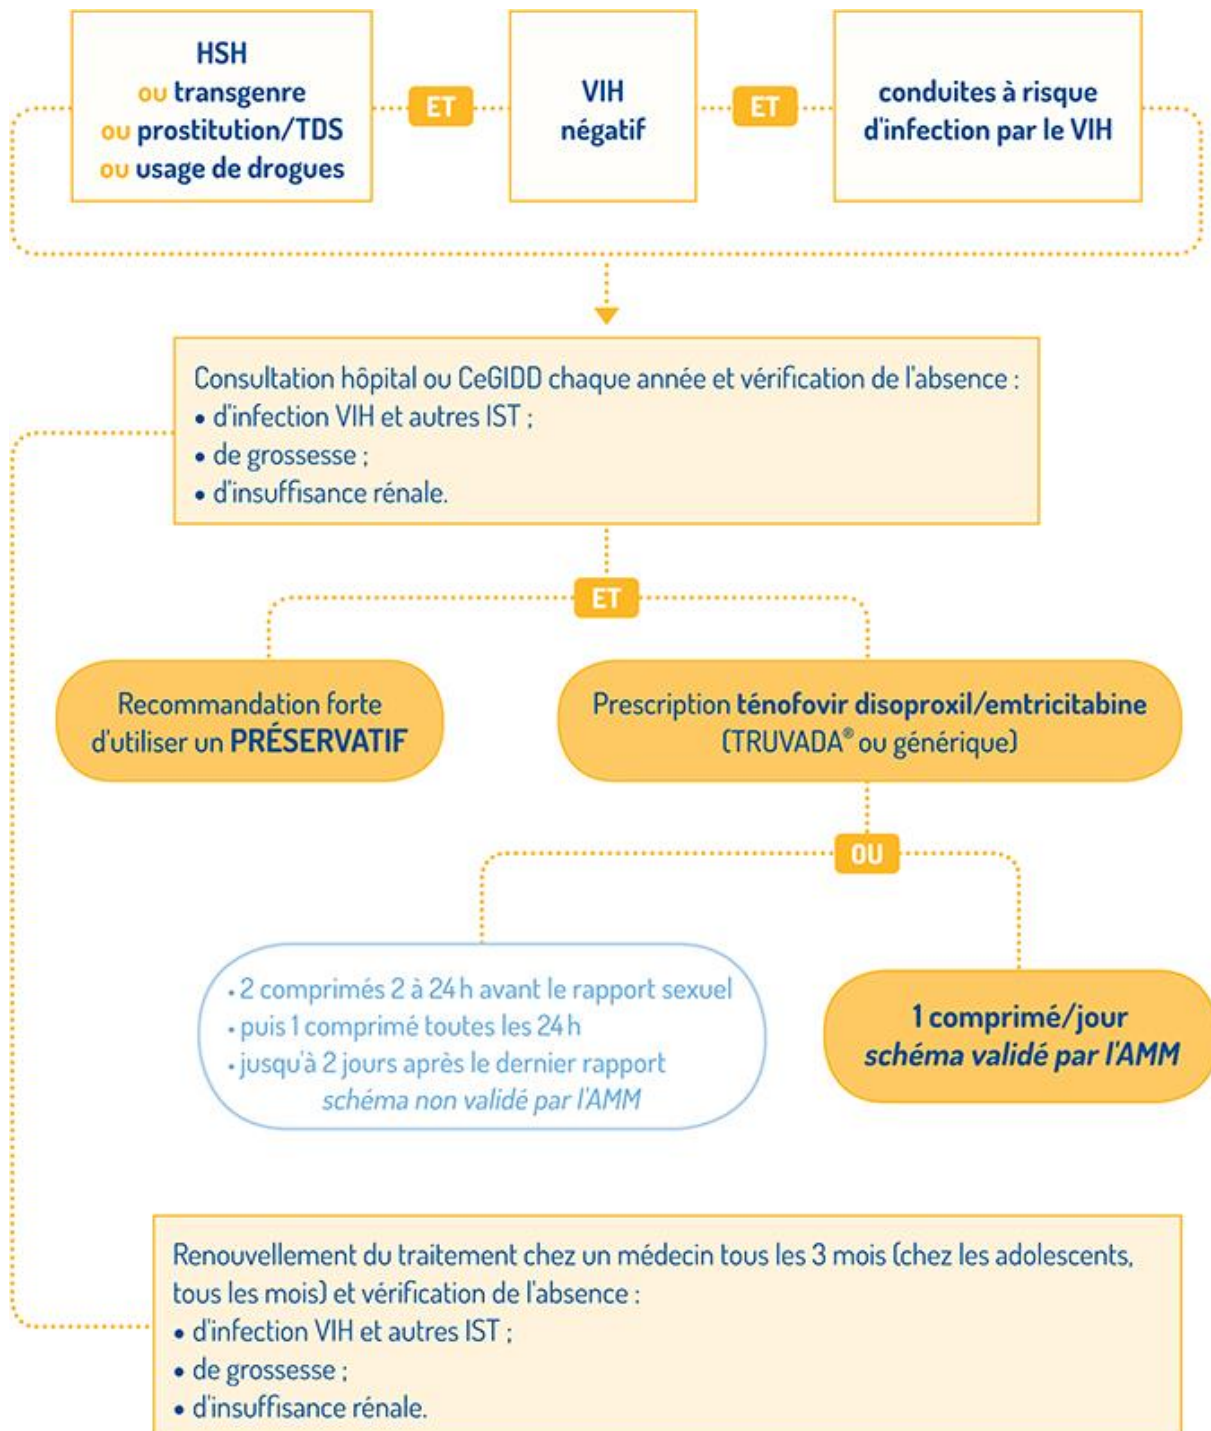 HSH
ou transgenre
ou prostitution/TDS
ou usage de drogues
ET
VIH
négatif
ET
conduites à risque
d'infection par le VIH
Consultation hôpital ou CeGIDD chaque année et vérification de l'absence :
• d'infection VIH et autres IST ;
• de grossesse ;
• d'insuffisance rénale.
ET
Recommandation forte
d'utiliser un PRÉSERVATIF
Prescription ténofovir disoproxil/emtricitabine
(TRUVADA® ou générique)
OU
• 2 comprimés 2 à 24 h avant le rapport sexuel
• puis 1 comprimé toutes les 24 h
• jusqu'à 2 jours après le dernier rapport
schéma non validé par l'AMM
1 comprimé/jour
schéma validé par l'AMM
Renouvellement du traitement chez un médecin tous les 3 mois (chez les adolescents,
tous les mois) et vérification de l'absence :
• d'infection VIH et autres IST ;
• de grossesse ;
• d'insuffisance rénale.